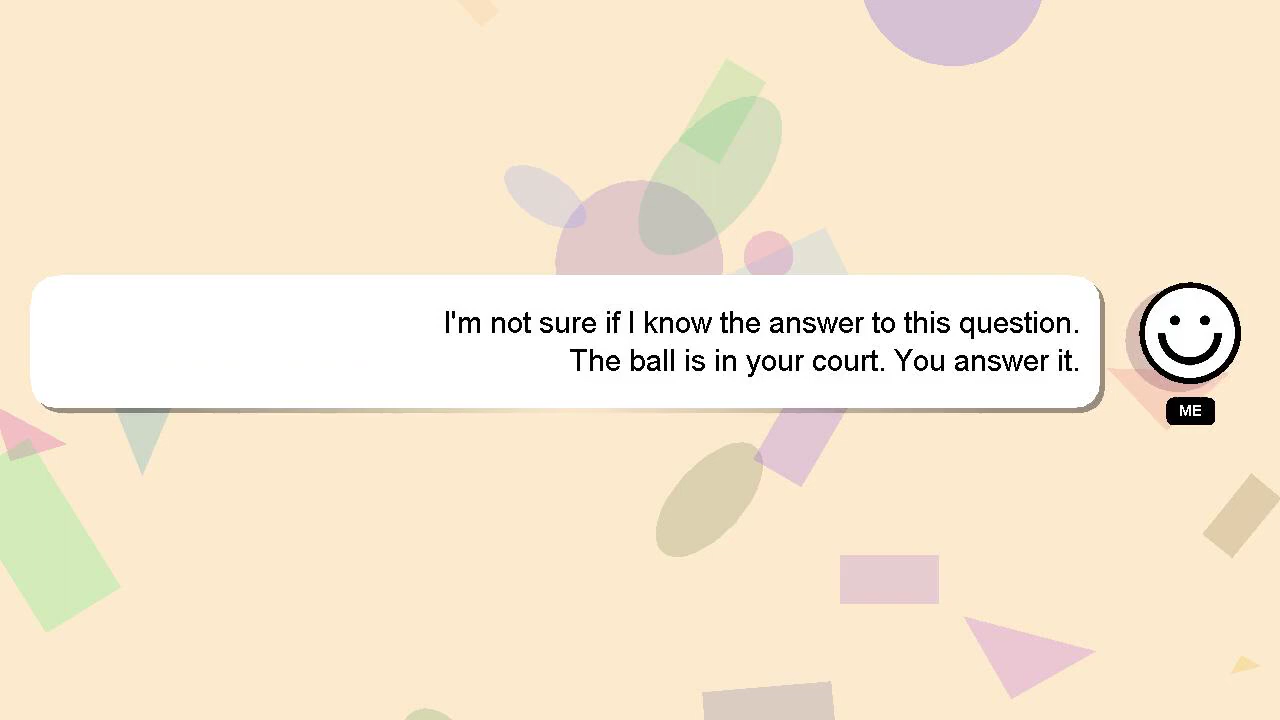 I'm not sure if I know the answer to this question.
The ball is in your court. You answer it.
ME